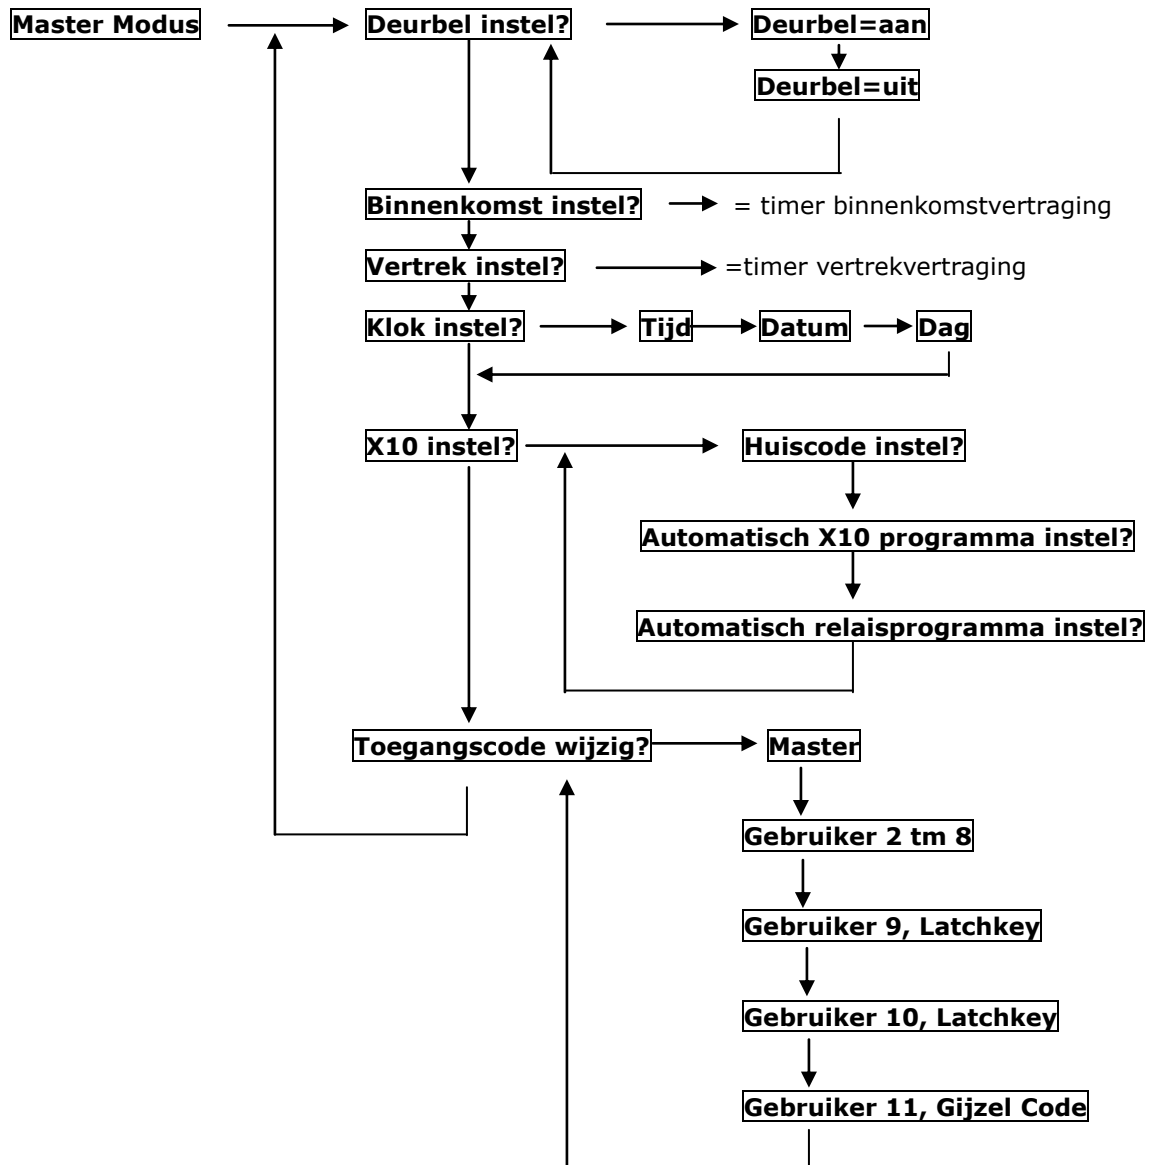 Master Modus
Deurbel instel?
Deurbel=aan
Deurbel=uit
Binnenkomst instel?
= timer binnenkomstvertraging
Vertrek instel?
=timer vertrekvertraging
Klok instel?
Tijd
Datum
Dag
X10 instel?
Huiscode instel?
Automatisch X10 programma instel?
Automatisch relaisprogramma instel?
Toegangscode wijzig?
Master
Gebruiker 2 tm 8
Gebruiker 9, Latchkey
Gebruiker 10, Latchkey
Gebruiker 11, Gijzel Code